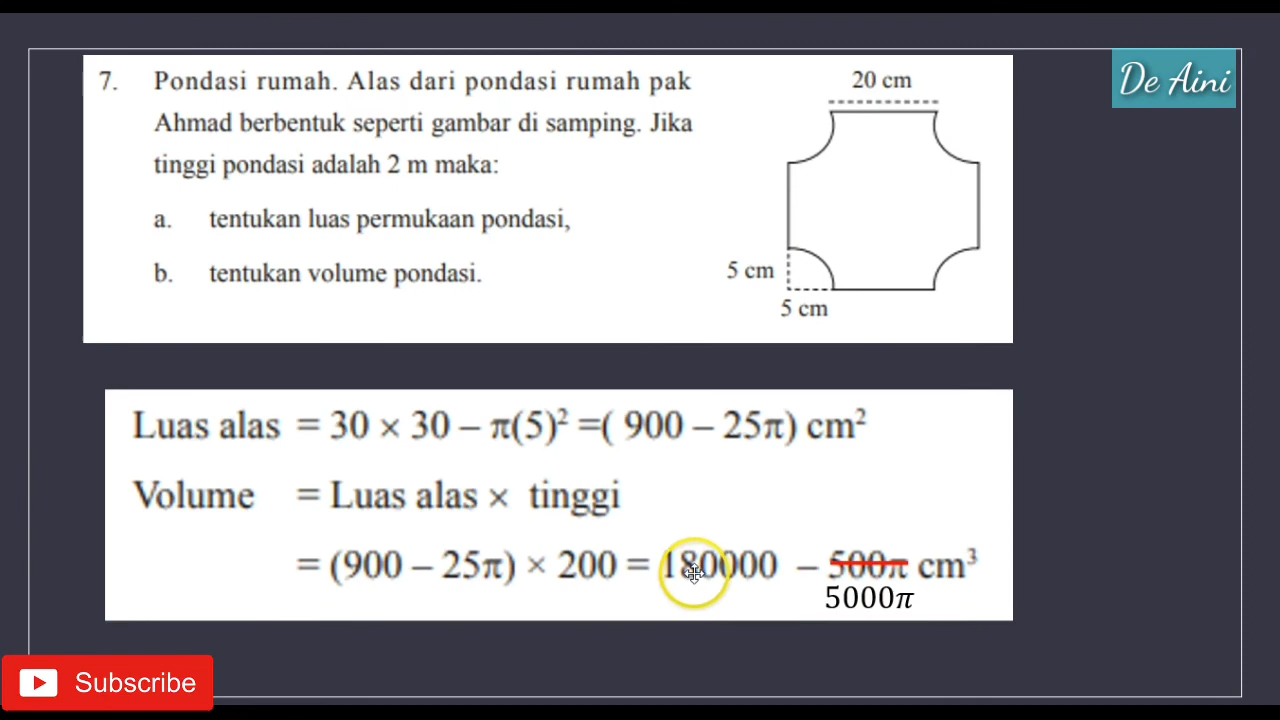 De Aini
7. Pondasi rumah. Alas dari pondasi rumah pak
Ahmad berbentuk seperti gambar di samping. Jika
tinggi pondasi adalah 2 m maka:
a. tentukan luas permukaan pondasi,
b. tentukan volume pondasi.
20 cm
5 cm
5 cm
Luas alas = 30 × 30 – π(5)² =( 900 – 25π) cm²
Volume = Luas alas × tinggi
= (900 – 25π) × 200 = 180000 – 500π cm³
5000π
Subscribe